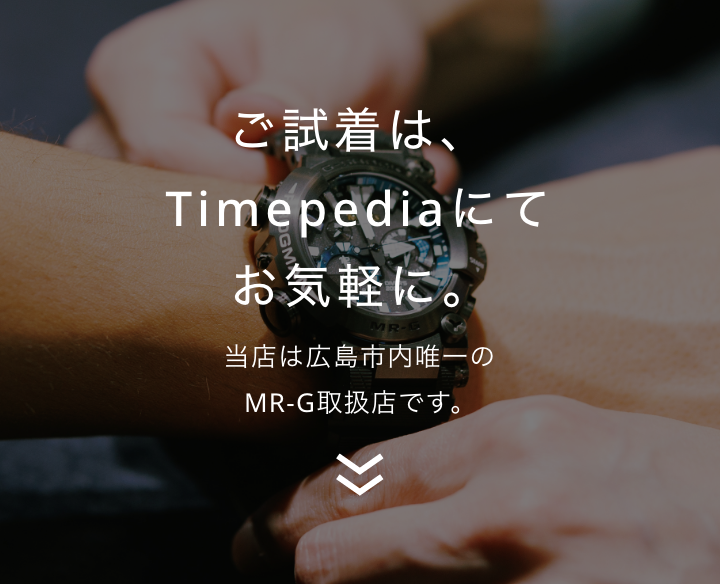 ご試着は、
Timepediaにて
お気軽に。
当店は広島市内唯一の
MR-G取扱店です。
MR-G